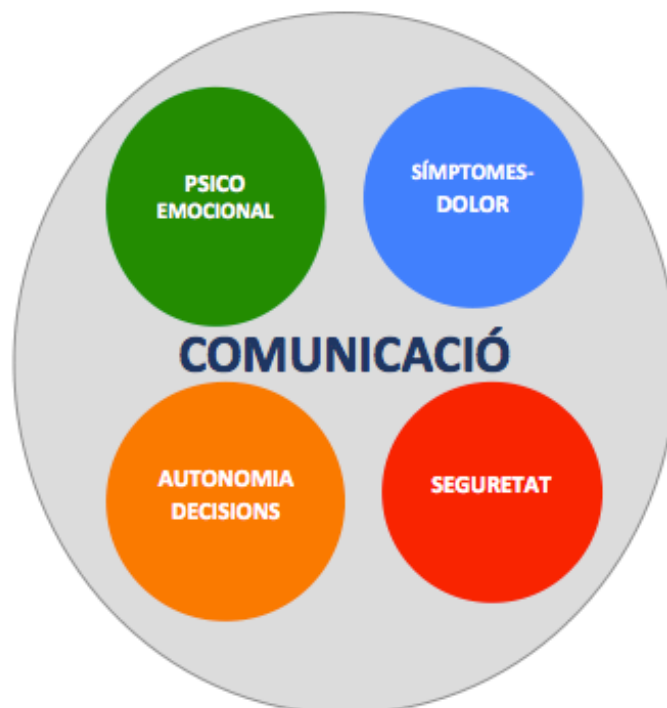 PSICO
EMOCIONAL
SÍMPTOMES-
DOLOR
COMUNICACIÓ
AUTONOMIA
DECISIONS
SEGURETAT